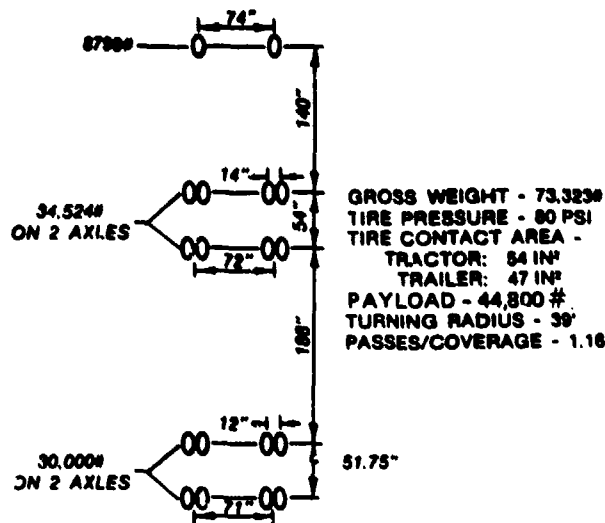 74"
8799#
140"
14"
34,524#
ON 2 AXLES
54"
72"
GROSS WEIGHT - 73,323#
TIRE PRESSURE - 80 PSI
TIRE CONTACT AREA -
TRACTOR: 54 IN²
TRAILER: 47 IN²
PAYLOAD - 44,800 #
TURNING RADIUS - 39'
PASSES/COVERAGE - 1.16
12"
30,000#
ON 2 AXLES
51.75"
71"